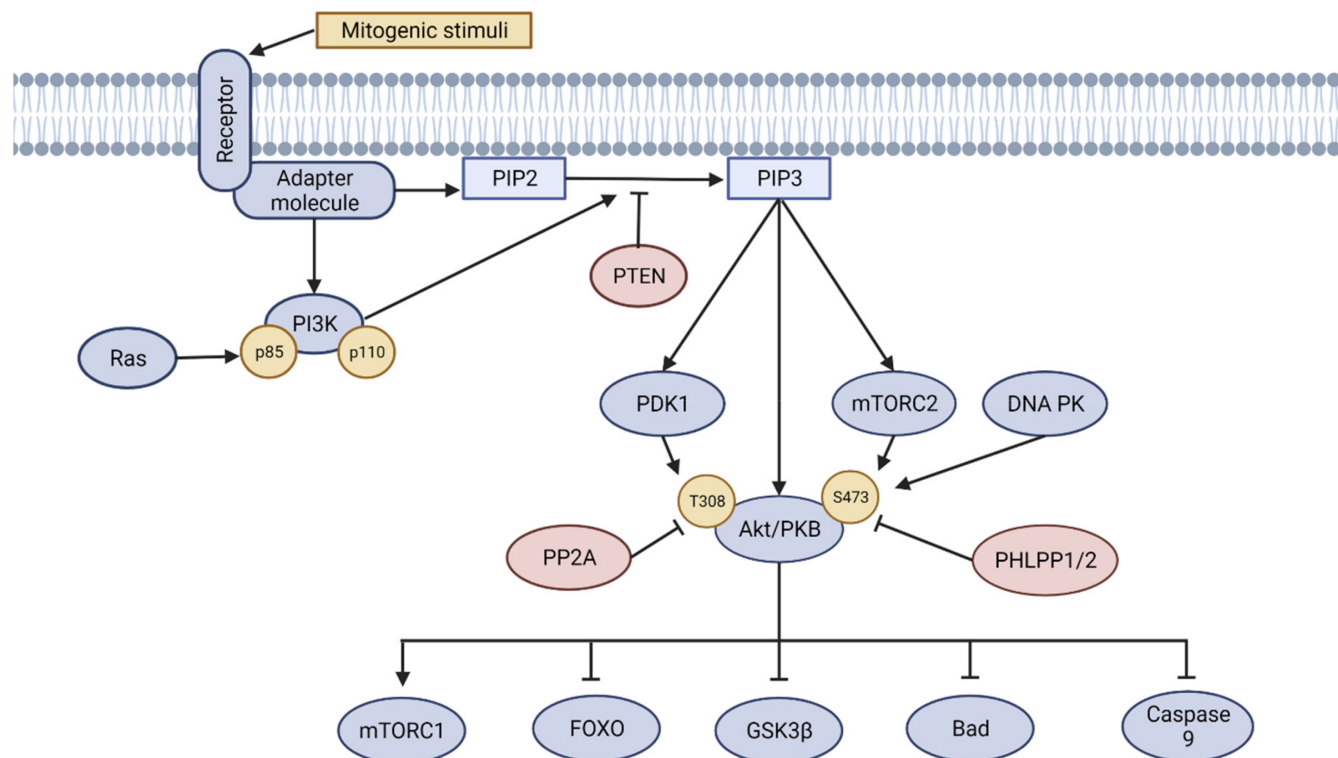 Mitogenic stimuli
Receptor
Adapter
molecule
PIP2
PIP3
PTEN
PI3K
p85
p110
Ras
PDK1
mTORC2
DNA PK
T308
S473
Akt/PKB
PP2A
PHLPP1/2
mTORC1
FOXO
GSK3β
Bad
Caspase
9